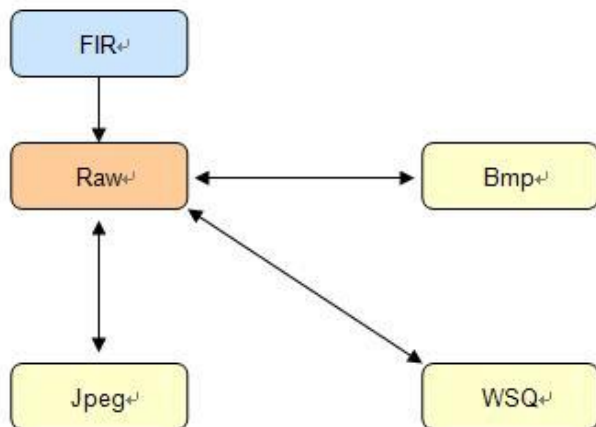 FIR↵
Raw↵
Bmp↵
Jpeg↵
WSQ↵